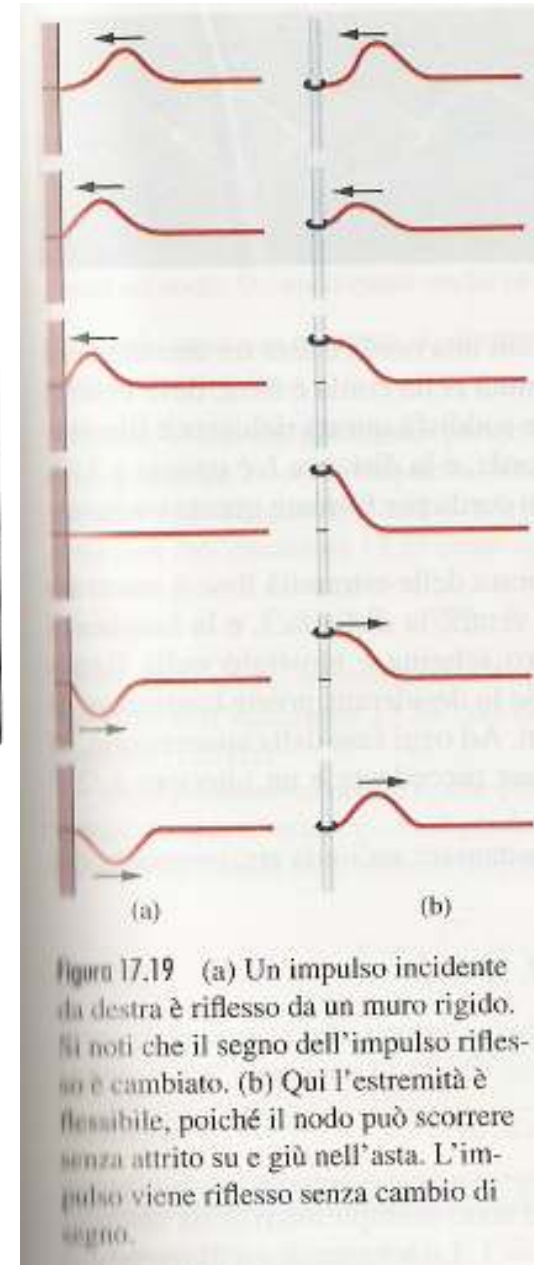 (a) (b)
Figura 17.19 (a) Un impulso incidente
da destra è riflesso da un muro rigido.
Si noti che il segno dell'impulso rifles-
so è cambiato. (b) Qui l'estremità è
flessibile, poiché il nodo può scorrere
senza attrito su e giù nell'asta. L'im-
pulso viene riflesso senza cambio di
segno.